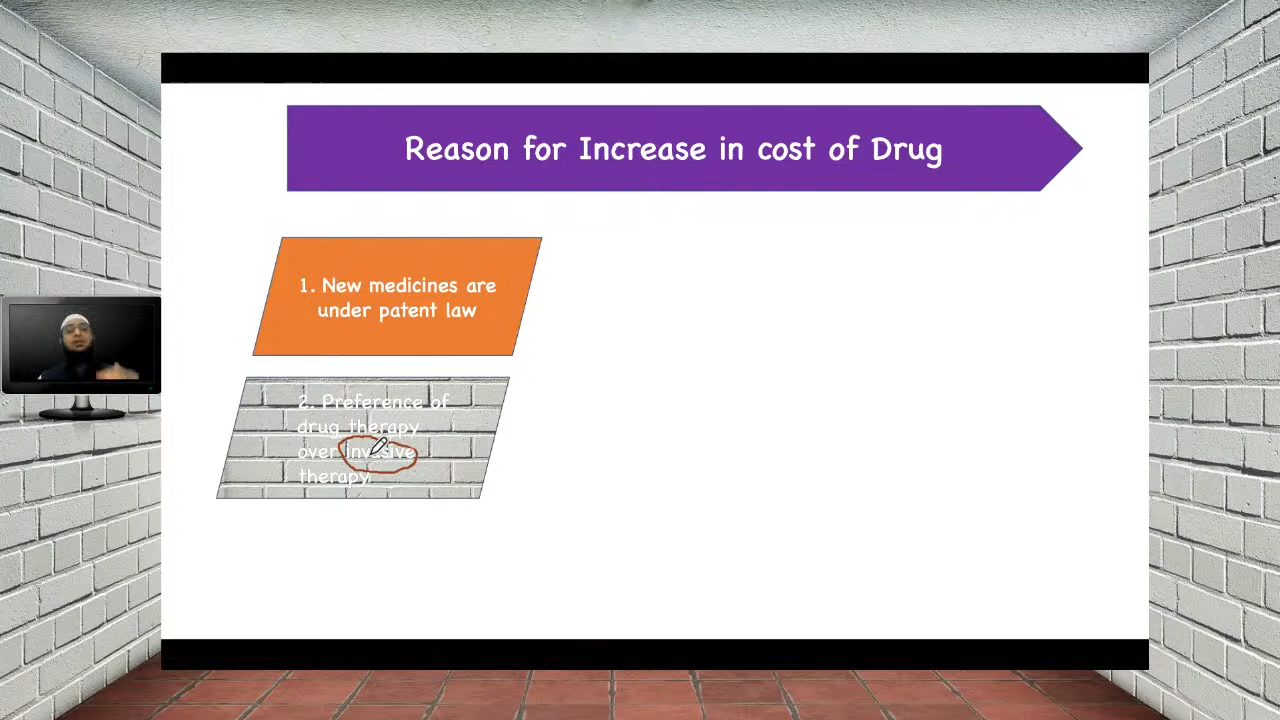 Reason for Increase in cost of Drug
1. New medicines are
under patent law
2. Preference of
drug therapy
over invasive
therapy